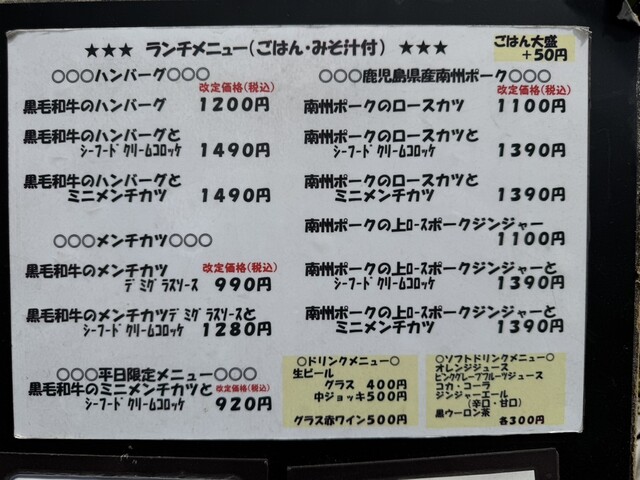 ★★★ ランチメニュー(ごはん・みそ汁付) ★★★
ごはん大盛
+50円
○○○ハンバーグ○○○
改定価格(税込)
黒毛和牛のハンバーグ 1200円
黒毛和牛のハンバーグと
シーフードクリームコロッケ 1490円
黒毛和牛のハンバーグと
ミニメンチカツ 1490円
○○○メンチカツ○○○
黒毛和牛のメンチカツ 改定価格(税込)
デミグラスソース 990円
黒毛和牛のメンチカツデミグラスソースと
シーフードクリームコロッケ 1280円
○○○平日限定メニュー○○○
黒毛和牛のミニメンチカツと 改定価格(税込)
シーフードクリームコロッケ 920円
○○○鹿児島県産南州ポーク○○○
改定価格(税込)
南州ポークのロースカツ 1100円
南州ポークのロースカツと
シーフードクリームコロッケ 1390円
南州ポークのロースカツと
ミニメンチカツ 1390円
南州ポークの上ロースポークジンジャー
1100円
南州ポークの上ロースポークジンジャーと
シーフードクリームコロッケ 1390円
南州ポークの上ロースポークジンジャーと
ミニメンチカツ 1390円
○ドリンクメニュー○
生ビール
グラス 400円
中ジョッキ500円
グラス赤ワイン500円
○ソフトドリンクメニュー○
オレンジジュース
ピンクグレープフルーツジュース
コカ・コーラ
ジンジャーエール
(辛口・甘口)
黒ウーロン茶 各300円